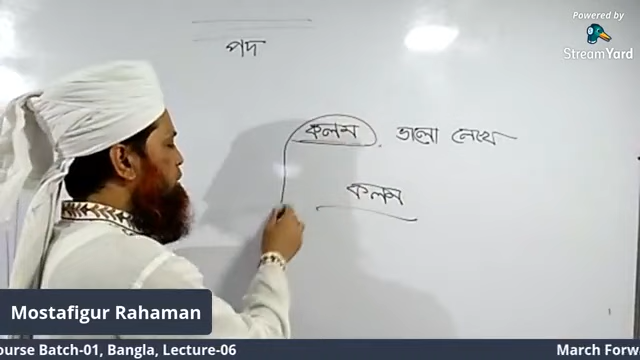 Powered by
StreamYard
পদ
কলম ভালো লেখে
কলম
Mostafigur Rahaman
ourse Batch-01, Bangla, Lecture-06
March Forw